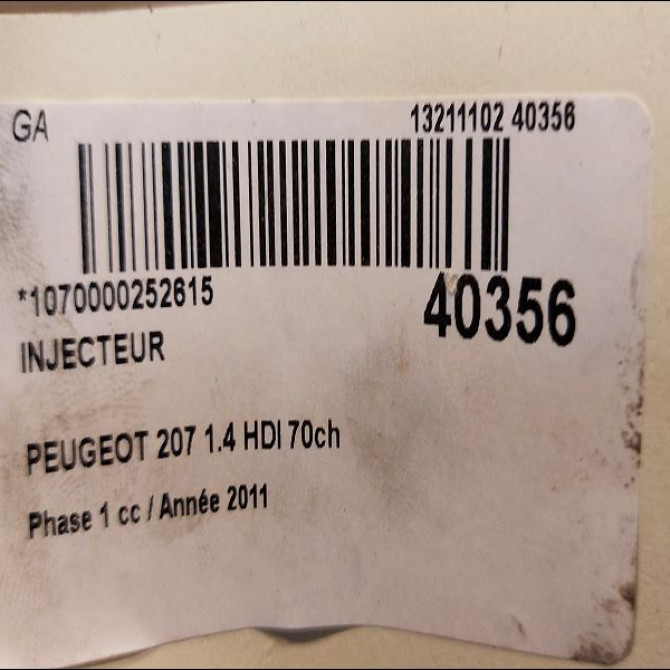 GA 13211102 40356
*1070000252615 40356
INJECTEUR
PEUGEOT 207 1.4 HDI 70ch
Phase 1 cc / Année 2011